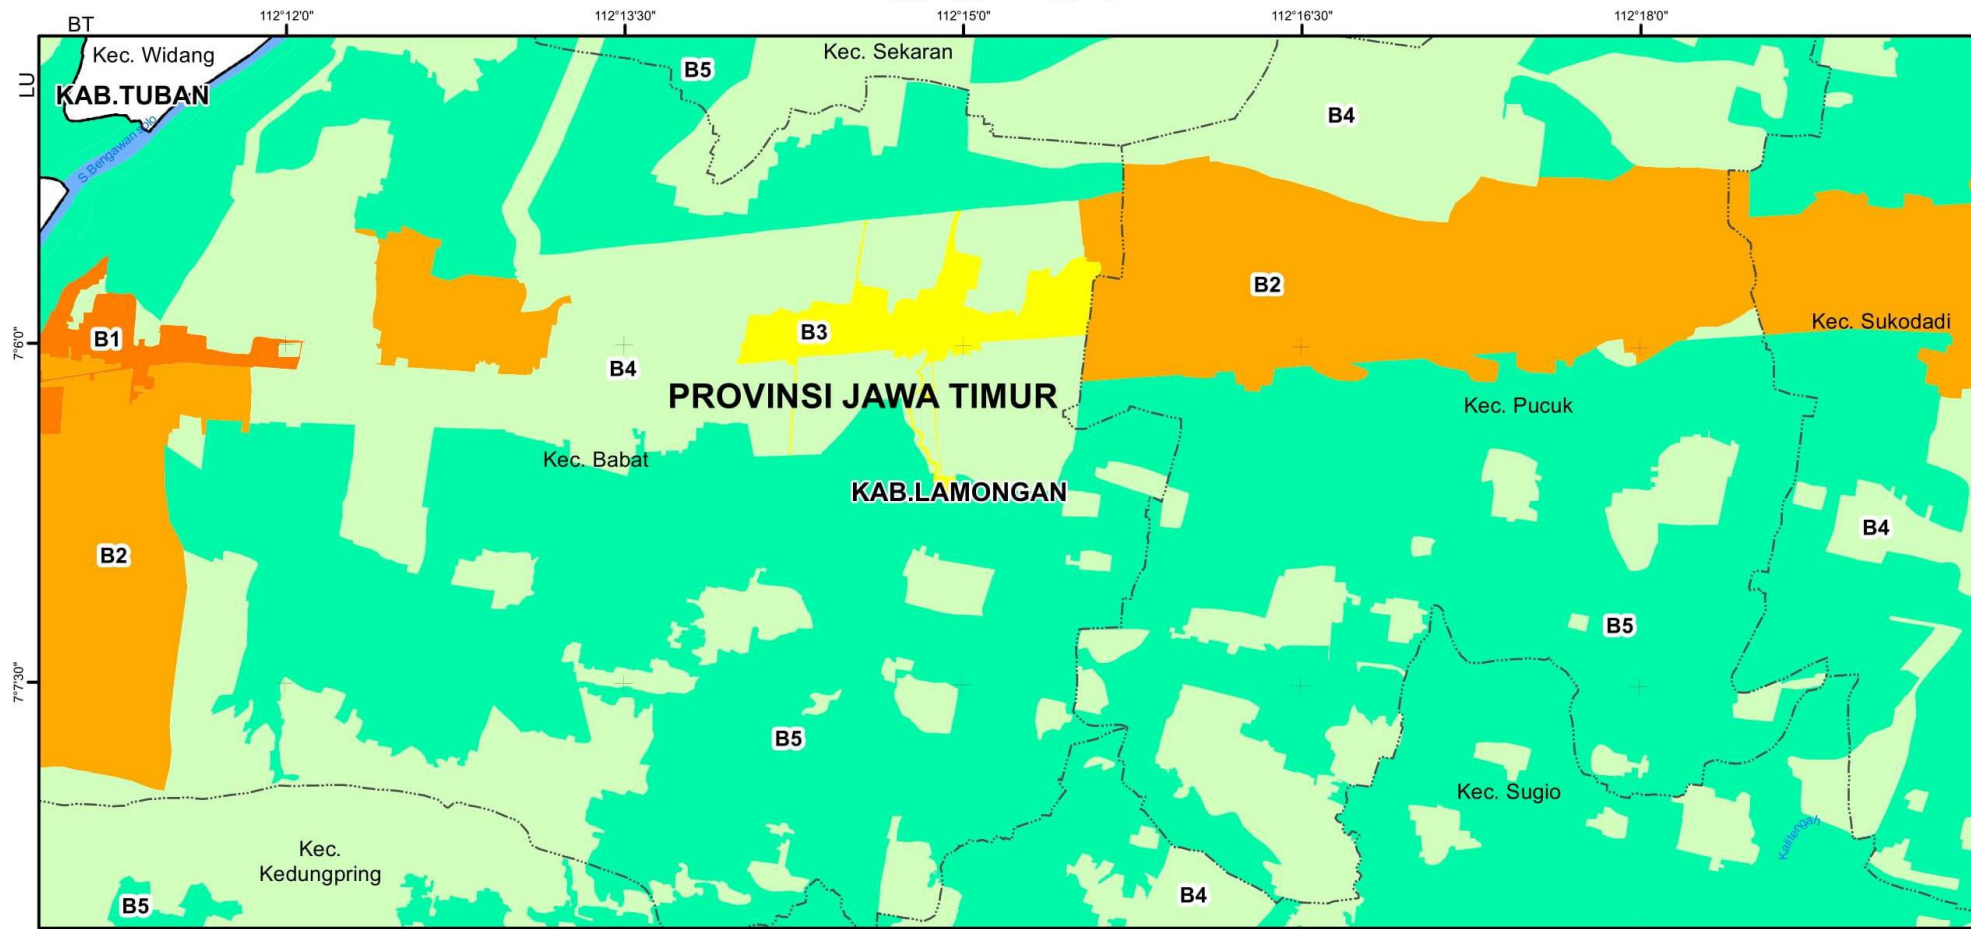 112°12'0"
112°13'30"
112°15'0"
112°16'30"
112°18'0"
BT
LU
Kec. Widang
KAB.TUBAN
S.Bengawan solo
B5
Kec. Sekaran
B4
B2
Kec. Sukodadi
7°6'0"
B1
B3
B4
PROVINSI JAWA TIMUR
Kec. Pucuk
Kec. Babat
KAB.LAMONGAN
B2
B4
B5
7°7'30"
B5
Kec. Sugio
Kec.
Kedungpring
B5
B4